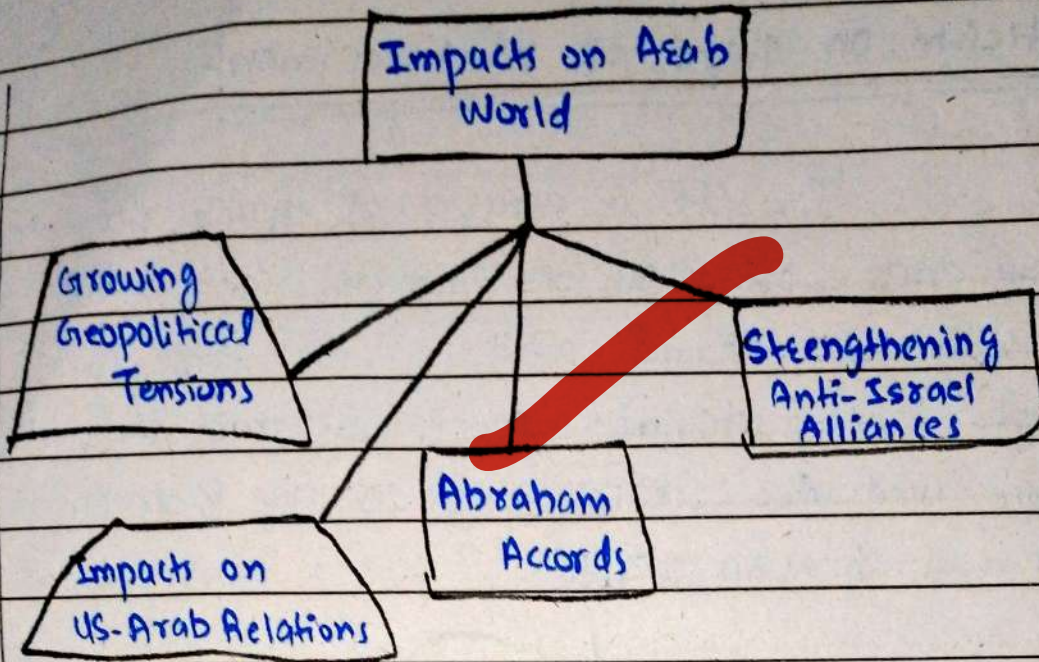 Impacts on Arab
World
Growing
Geopolitical
Tensions
Strengthening
Anti-Israel
Alliances
Abraham
Accords
Impacts on
US-Arab Relations